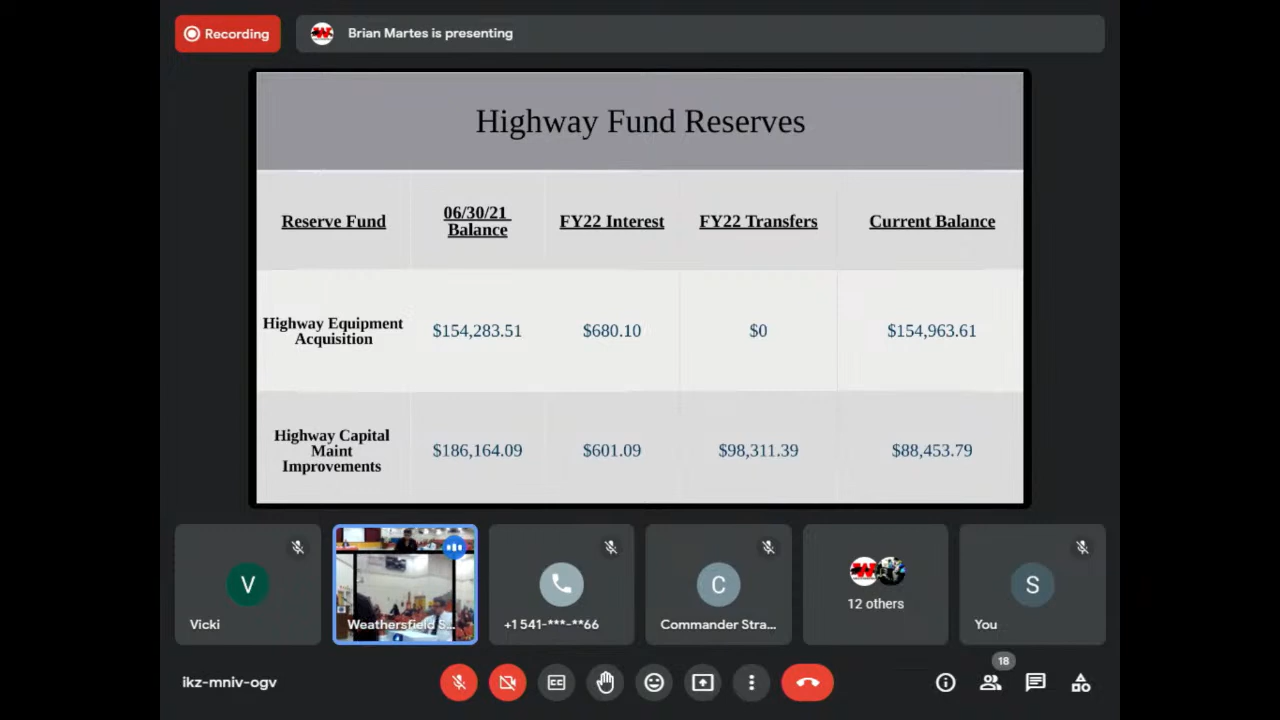 Recording
Brian Martes is presenting
Highway Fund Reserves
Reserve Fund
06/30/21
Balance
FY22 Interest
FY22 Transfers
Current Balance
Highway Equipment
Acquisition
$154,283.51
$680.10
$0
$154,963.61
Highway Capital
Maint
Improvements
$186,164.09
$601.09
$98,311.39
$88,453.79
V
Vicki
Weathersfield S...
+1 541-***-**66
C
Commander Stra...
12 others
S
You
ikz-mniv-ogv
CC
18